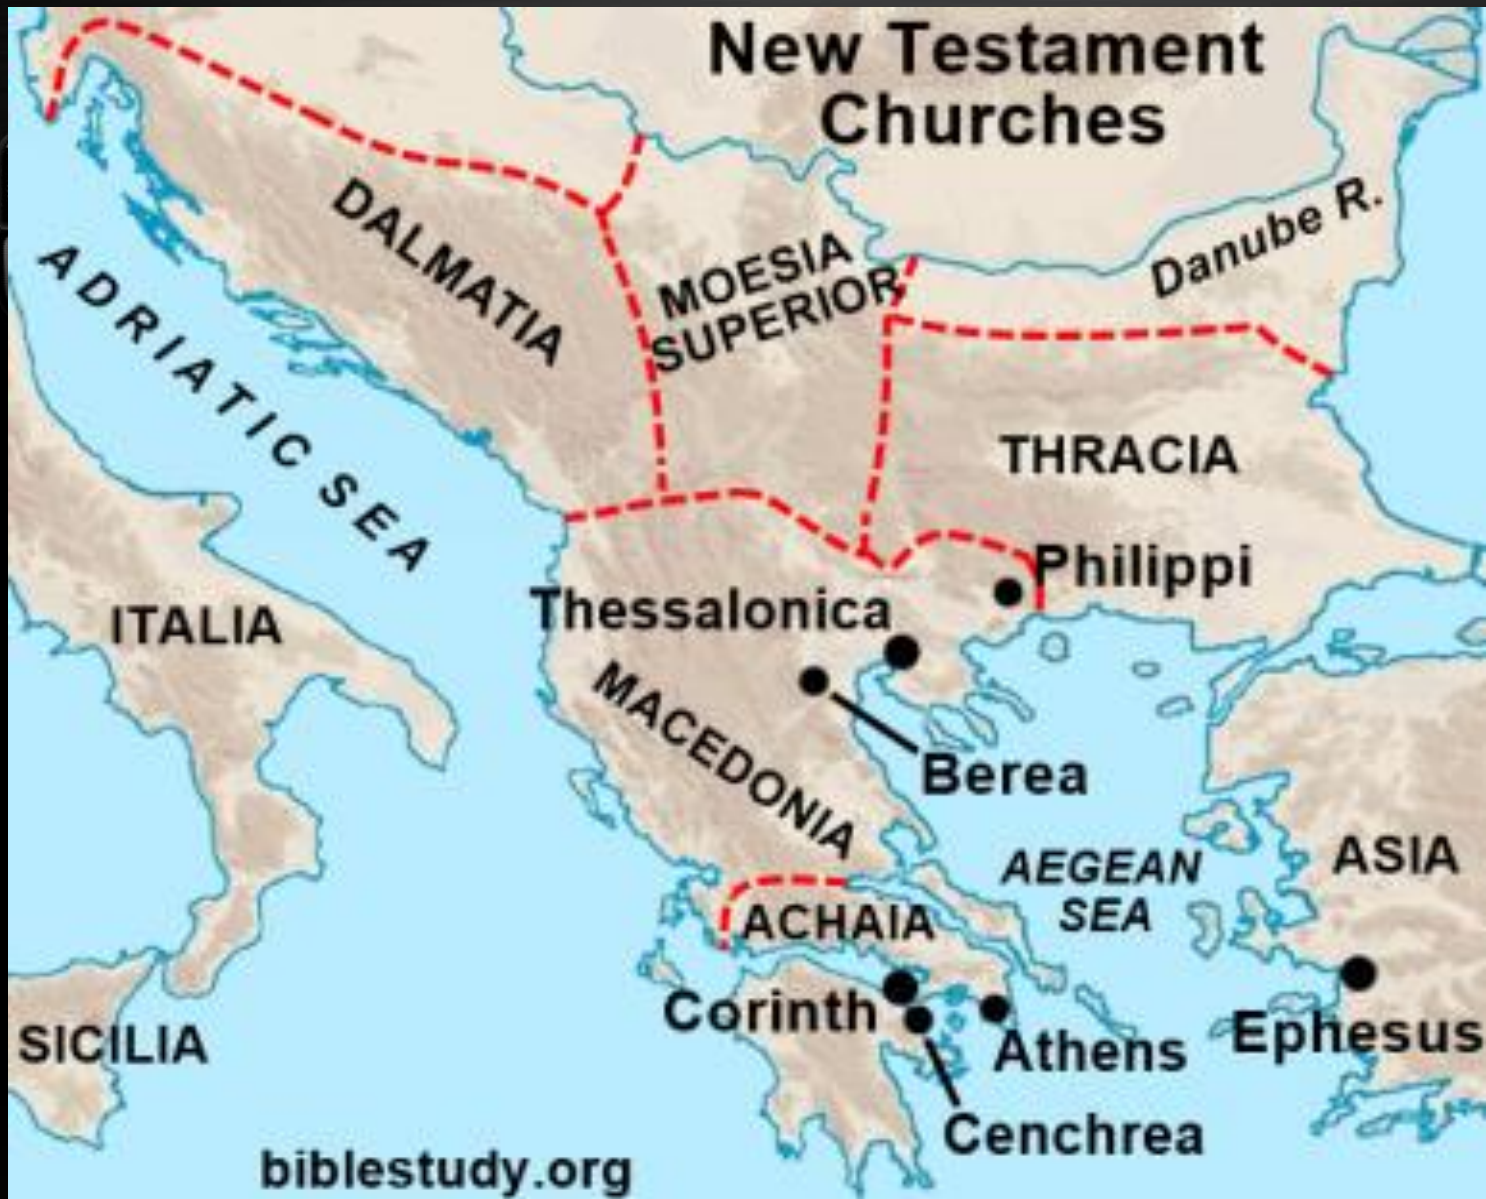 New Testament
Churches
DALMATIA
MOESIA
SUPERIOR
Danube R.
ADRIATIC SEA
THRACIA
Philippi
Thessalonica
ITALIA
MACEDONIA
Berea
AEGEAN
SEA
ASIA
ACHAIA
Corinth
Ephesus
SICILIA
Athens
Cenchrea
biblestudy.org